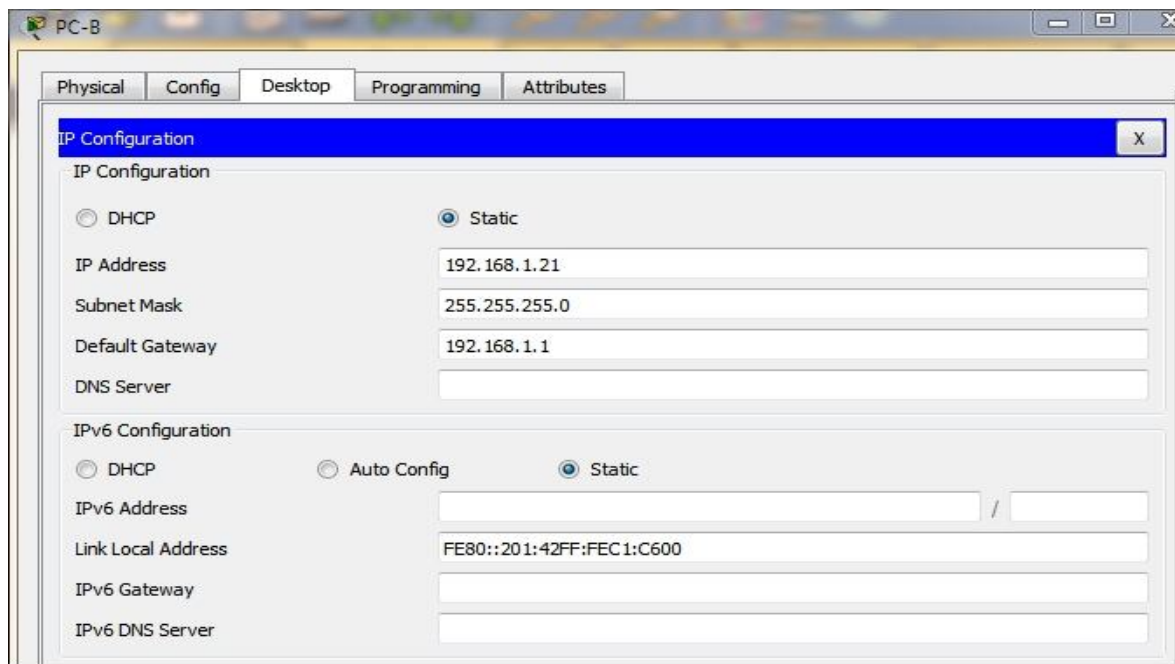 PC-B
Physical Config Desktop Programming Attributes
IP Configuration X
IP Configuration
DHCP Static
IP Address 192.168.1.21
Subnet Mask 255.255.255.0
Default Gateway 192.168.1.1
DNS Server
IPv6 Configuration
DHCP Auto Config Static
IPv6 Address /
Link Local Address FE80::201:42FF:FEC1:C600
IPv6 Gateway
IPv6 DNS Server